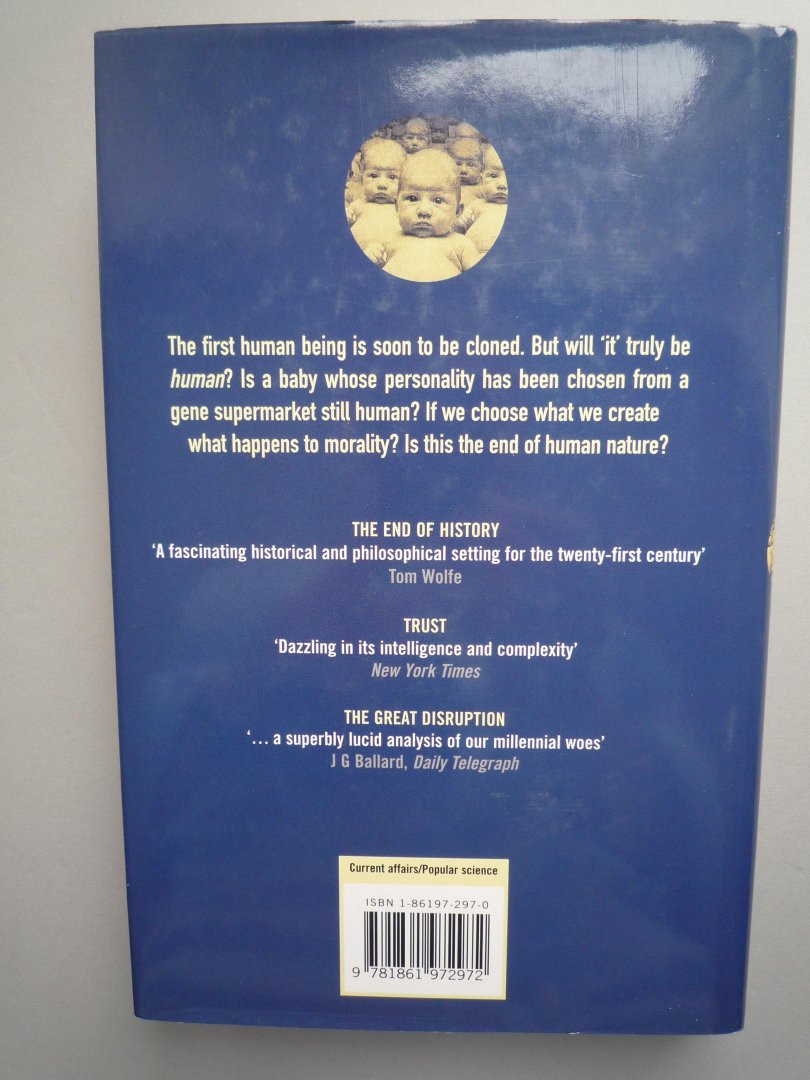 The first human being is soon to be cloned. But will ‘it’ truly be
human? Is a baby whose personality has been chosen from a
gene supermarket still human? If we choose what we create
what happens to morality? Is this the end of human nature?
THE END OF HISTORY
‘A fascinating historical and philosophical setting for the twenty-first century’
Tom Wolfe
TRUST
‘Dazzling in its intelligence and complexity’
New York Times
THE GREAT DISRUPTION
‘... a superbly lucid analysis of our millennial woes’
J G Ballard, Daily Telegraph
Current affairs/Popular science
ISBN 1-86197-297-0
9 781861 972972